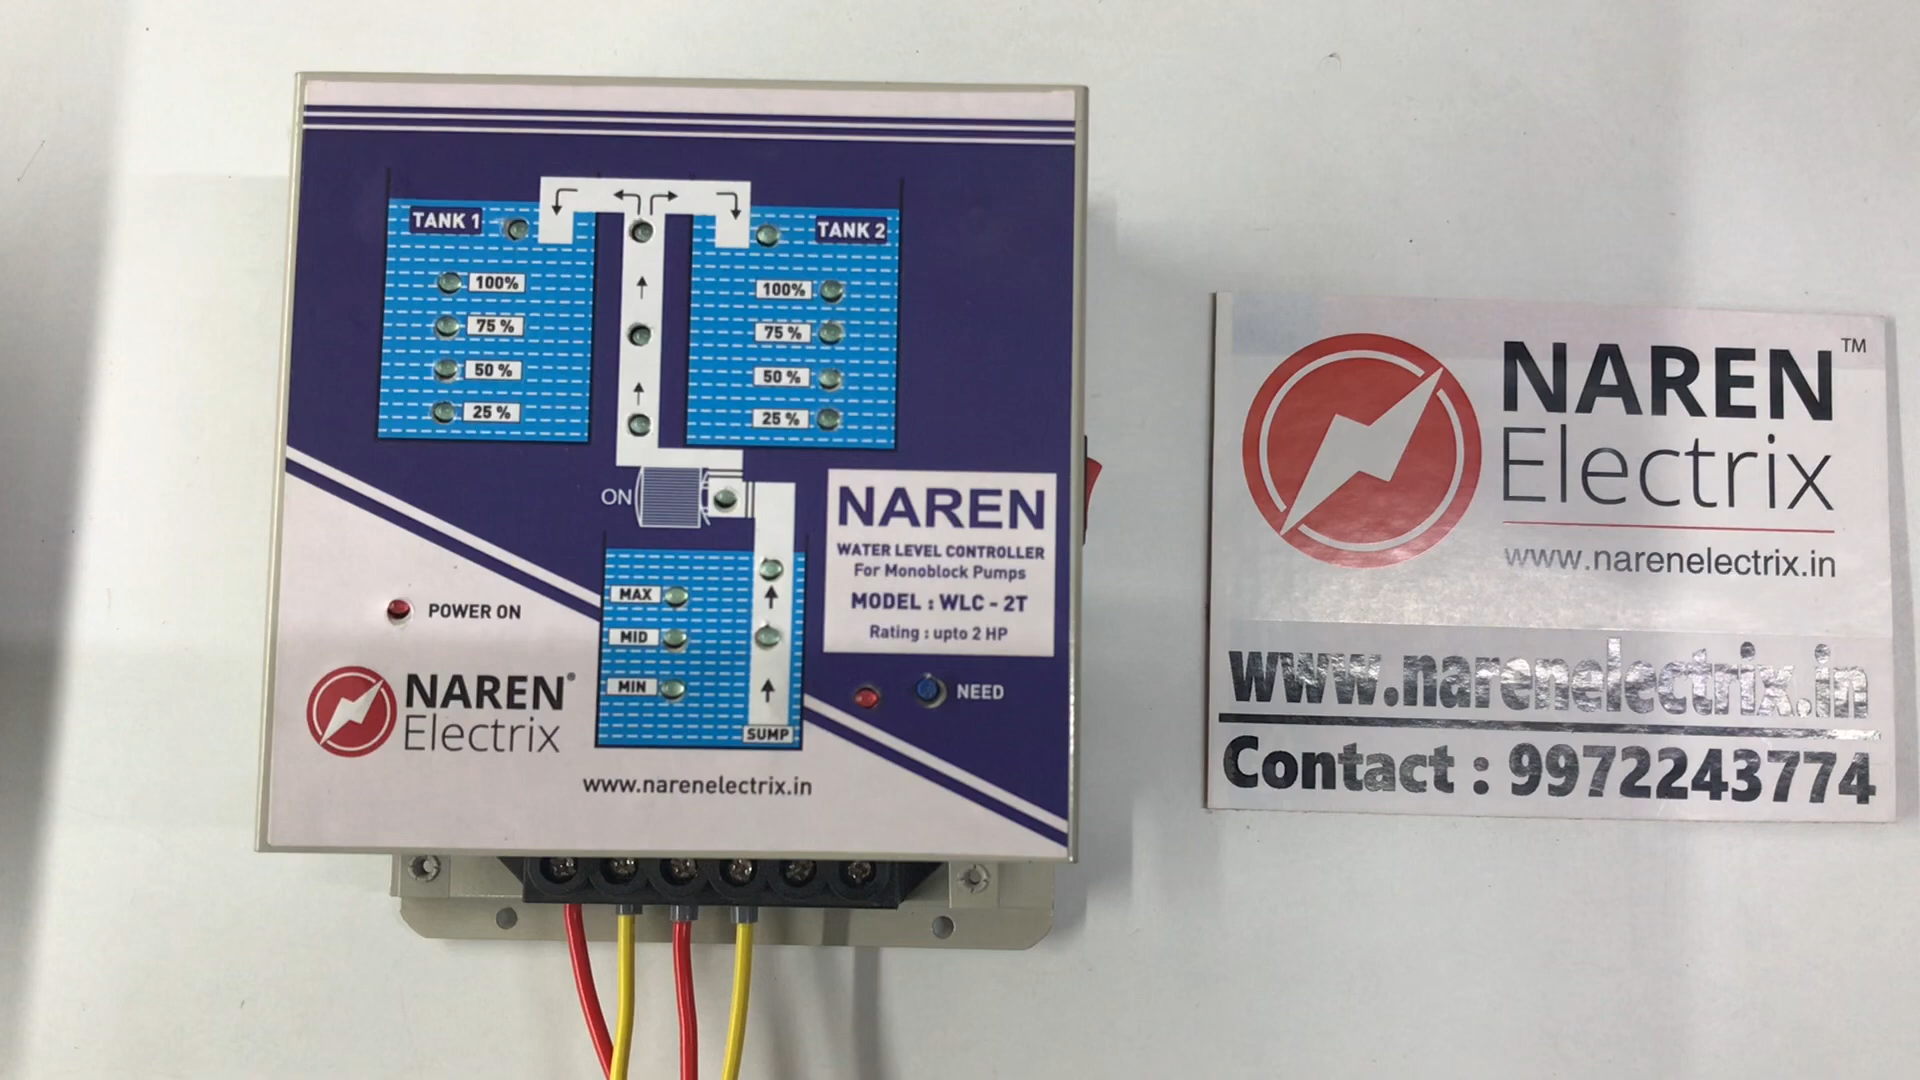 TANK 1
100%
75 %
50 %
25 %
TANK 2
100%
75 %
50 %
25 %
ON
NAREN
WATER LEVEL CONTROLLER
For Monoblock Pumps
MODEL : WLC - 2T
Rating : upto 2 HP
MAX
MID
MIN
SUMP
POWER ON
NEED
NAREN®
Electrix
www.narenelectrix.in
NAREN™
Electrix
www.narenelectrix.in
www.narenelectrix.in
Contact : 9972243774